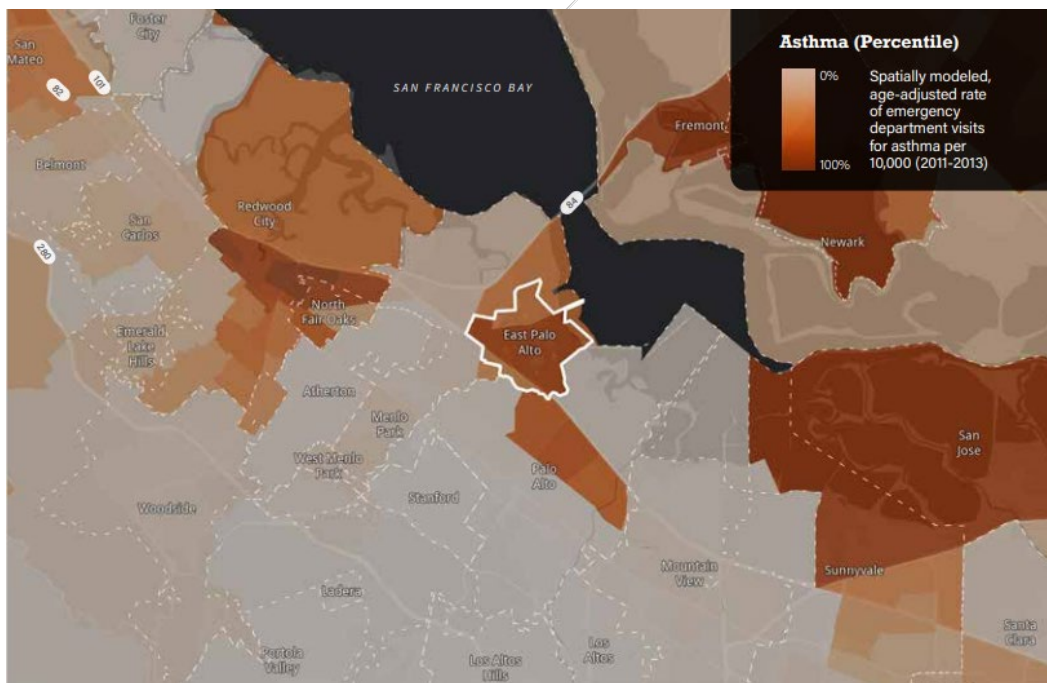 Foster
City
San
Mateo
101
82
SAN FRANCISCO BAY
Asthma (Percentile)
0%
100%
Spatially modeled,
age-adjusted rate
of emergency
department visits
for asthma per
10,000 (2011-2013)
Fremont
Belmont
84
Redwood
City
San
Carlos
280
Newark
North
Fair Oaks
Emerald
Lake
Hills
East Palo
Alto
Atherton
Menlo
Park
West Menlo
Park
San
Jose
Palo
Alto
Stanford
Woodside
Mountain
View
Sunnyvale
Ladera
Santa
Clara
Portola
Valley
Los Altos
Hills
Los
Altos